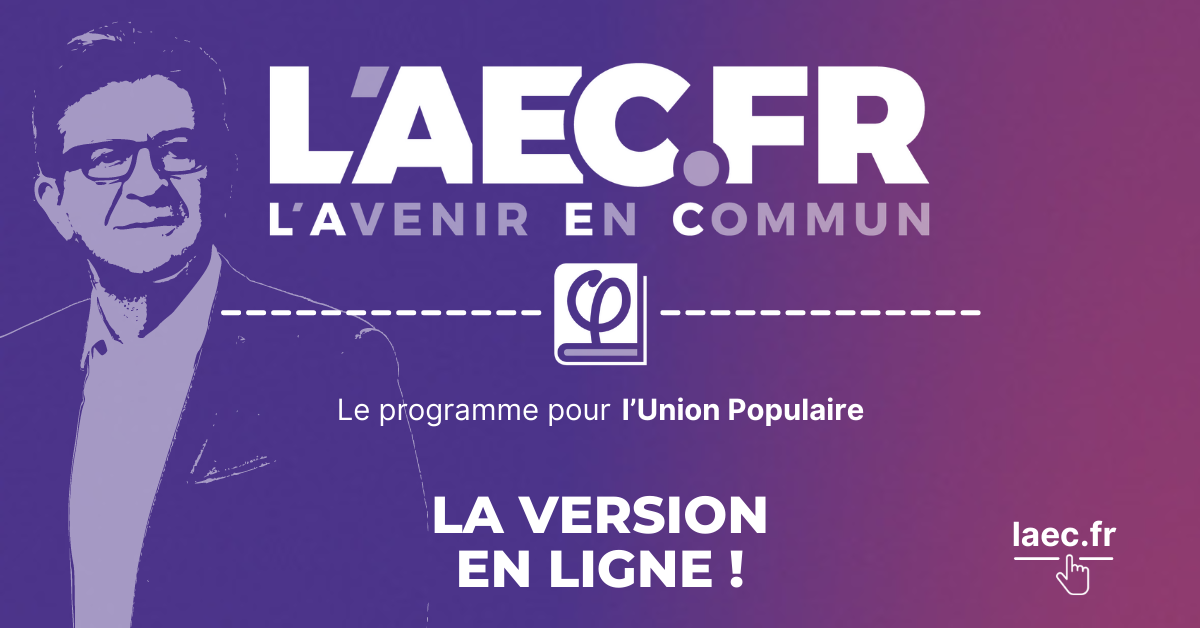 L'AEC.FR
L'AVENIR EN COMMUN
φ
Le programme pour l'Union Populaire
LA VERSION
EN LIGNE !
laec.fr